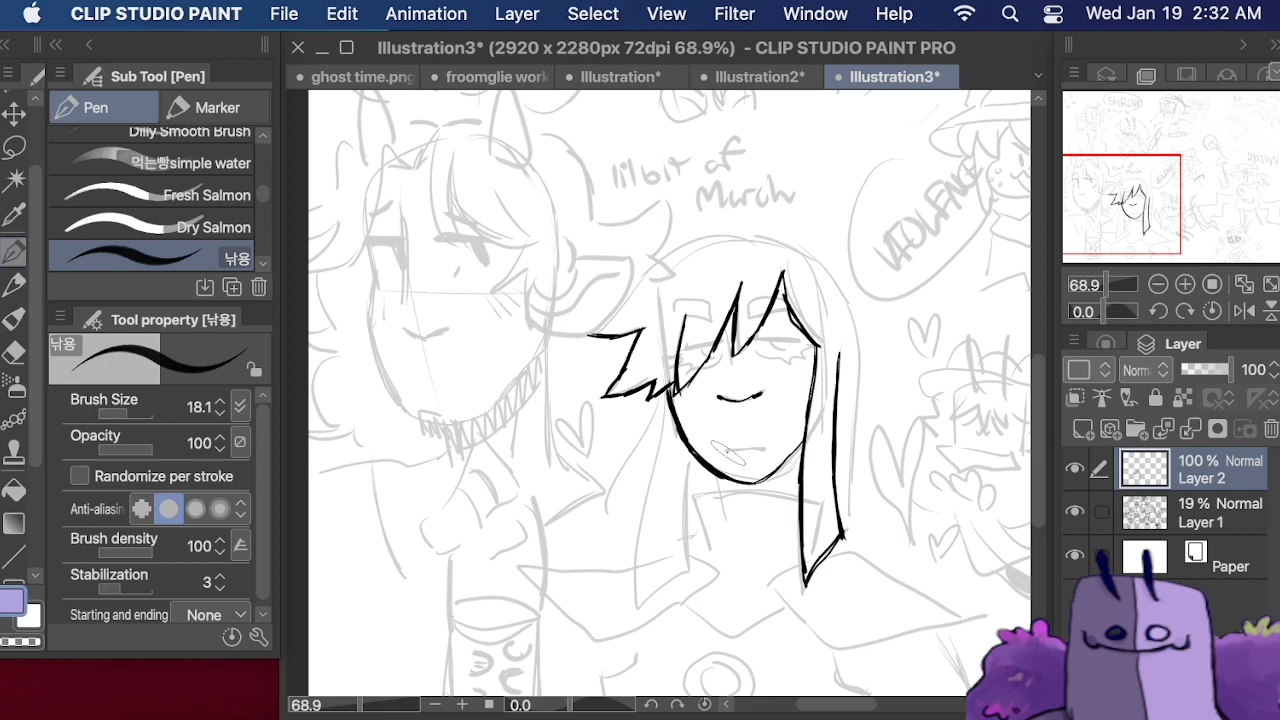 CLIP STUDIO PAINT File Edit Animation Layer Select View Filter Window Help Wed Jan 19 2:32 AM
Illustration3* (2920 x 2280px 72dpi 68.9%) - CLIP STUDIO PAINT PRO
Sub Tool [Pen]
ghost time.png
froomglie work
Illustration*
Illustration2*
Illustration3*
Pen
Marker
Dilly Smooth Brush
먹는빵simple water
Fresh Salmon
Dry Salmon
낚용
Tool property [낚용]
낚용
Brush Size 18.1
Opacity 100
Randomize per stroke
Anti-aliasin
Brush density 100
Stabilization 3
Starting and ending None
lil bit of
March
VIOLENC
68.9
0.0
Layer
Norm 100
100 % Normal
Layer 2
19 % Normal
Layer 1
Paper
68.9 0.0